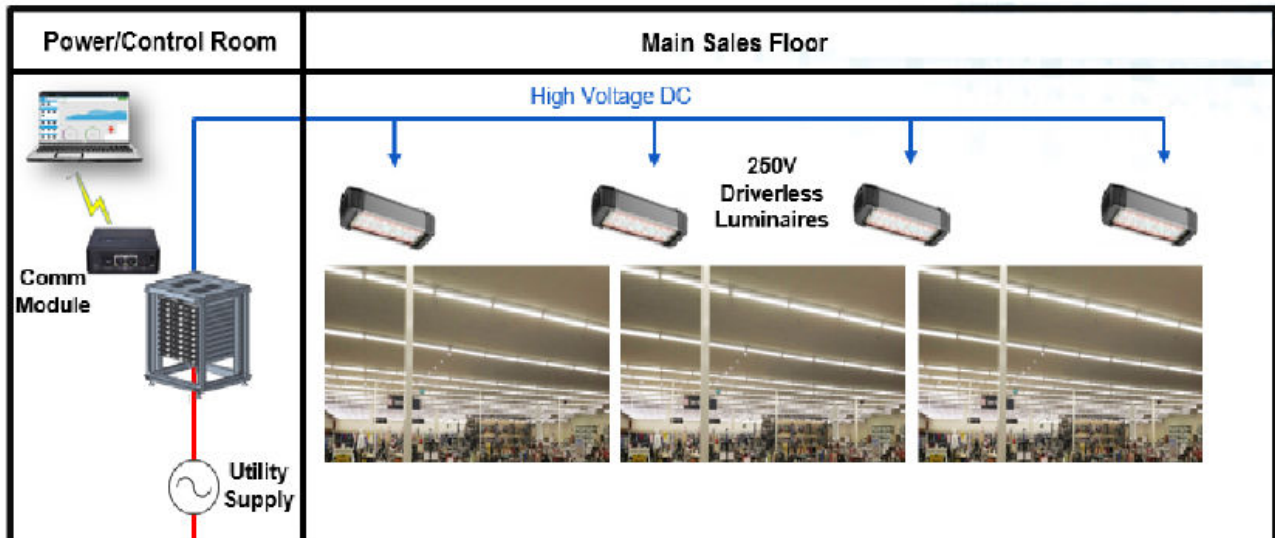 Power/Control Room
Main Sales Floor
High Voltage DC
250V
Driverless
Luminaires
Comm
Module
Utility
Supply